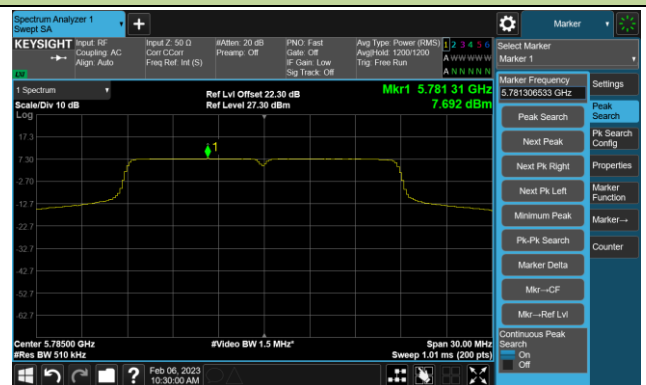 Spectrum Analyzer 1
Swept SA
Marker
KEYSIGHT
Input: RF
Coupling: AC
Align: Auto
Input Z: 50 Ω
Corr CCorr
Freq Ref: Int (S)
#Atten: 20 dB
Preamp: Off
PNO: Fast
Gate: Off
IF Gain: Low
Sig Track: Off
Avg Type: Power (RMS)
Avg|Hold: 1200/1200
Trig: Free Run
1 2 3 4 5 6
A W W W W W
A N N N N N
LXI
Select Marker
Marker 1
1 Spectrum
Scale/Div 10 dB
Ref Lvl Offset 22.30 dB
Ref Level 27.30 dBm
Mkr1 5.781 31 GHz
7.692 dBm
Log
17.3
7.30
-2.70
-12.7
-22.7
-32.7
-42.7
-52.7
-62.7
1
Center 5.78500 GHz
#Res BW 510 kHz
#Video BW 1.5 MHz*
Span 30.00 MHz
Sweep 1.01 ms (200 pts)
Marker Frequency
5.781306533 GHz
Peak Search
Next Peak
Next Pk Right
Next Pk Left
Minimum Peak
Pk-Pk Search
Marker Delta
Mkr→CF
Mkr→Ref Lvl
Continuous Peak
Search
On
Off
Settings
Peak
Search
Pk Search
Config
Properties
Marker
Function
Marker→
Counter
?
Feb 06, 2023
10:30:00 AM